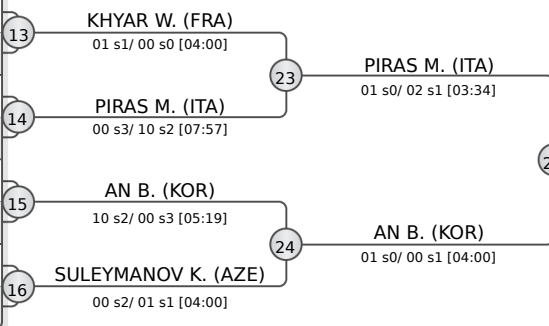 KHYAR W. (FRA)
13
01 s1/ 00 s0 [04:00]
23
PIRAS M. (ITA)
01 s0/ 02 s1 [03:34]
PIRAS M. (ITA)
14
00 s3/ 10 s2 [07:57]
AN B. (KOR)
15
10 s2/ 00 s3 [05:19]
24
AN B. (KOR)
01 s0/ 00 s1 [04:00]
SULEYMANOV K. (AZE)
16
00 s2/ 01 s1 [04:00]